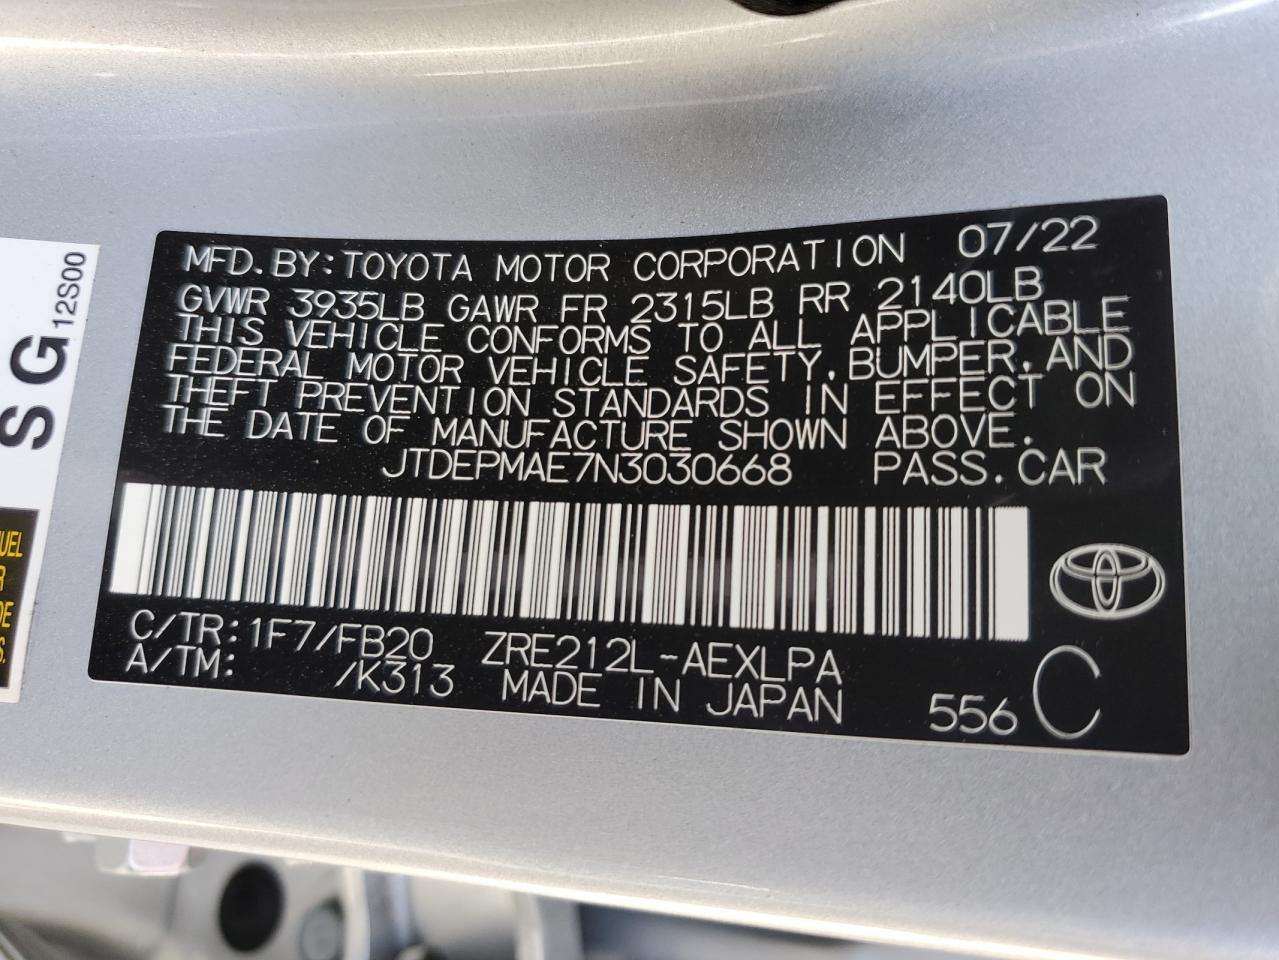 MFD.BY:TOYOTA MOTOR CORPORATION 07/22
GVWR 3935LB GAWR FR 2315LB RR 2140LB
THIS VEHICLE CONFORMS TO ALL APPLICABLE
FEDERAL MOTOR VEHICLE SAFETY,BUMPER,AND
THEFT PREVENTION STANDARDS IN EFFECT ON
THE DATE OF MANUFACTURE SHOWN ABOVE.
JTDEPMAE7N3030668 PASS.CAR
C/TR:1F7/FB20 ZRE212L-AEXLPA
A/TM: /K313 MADE IN JAPAN 556 C
SG 12S00